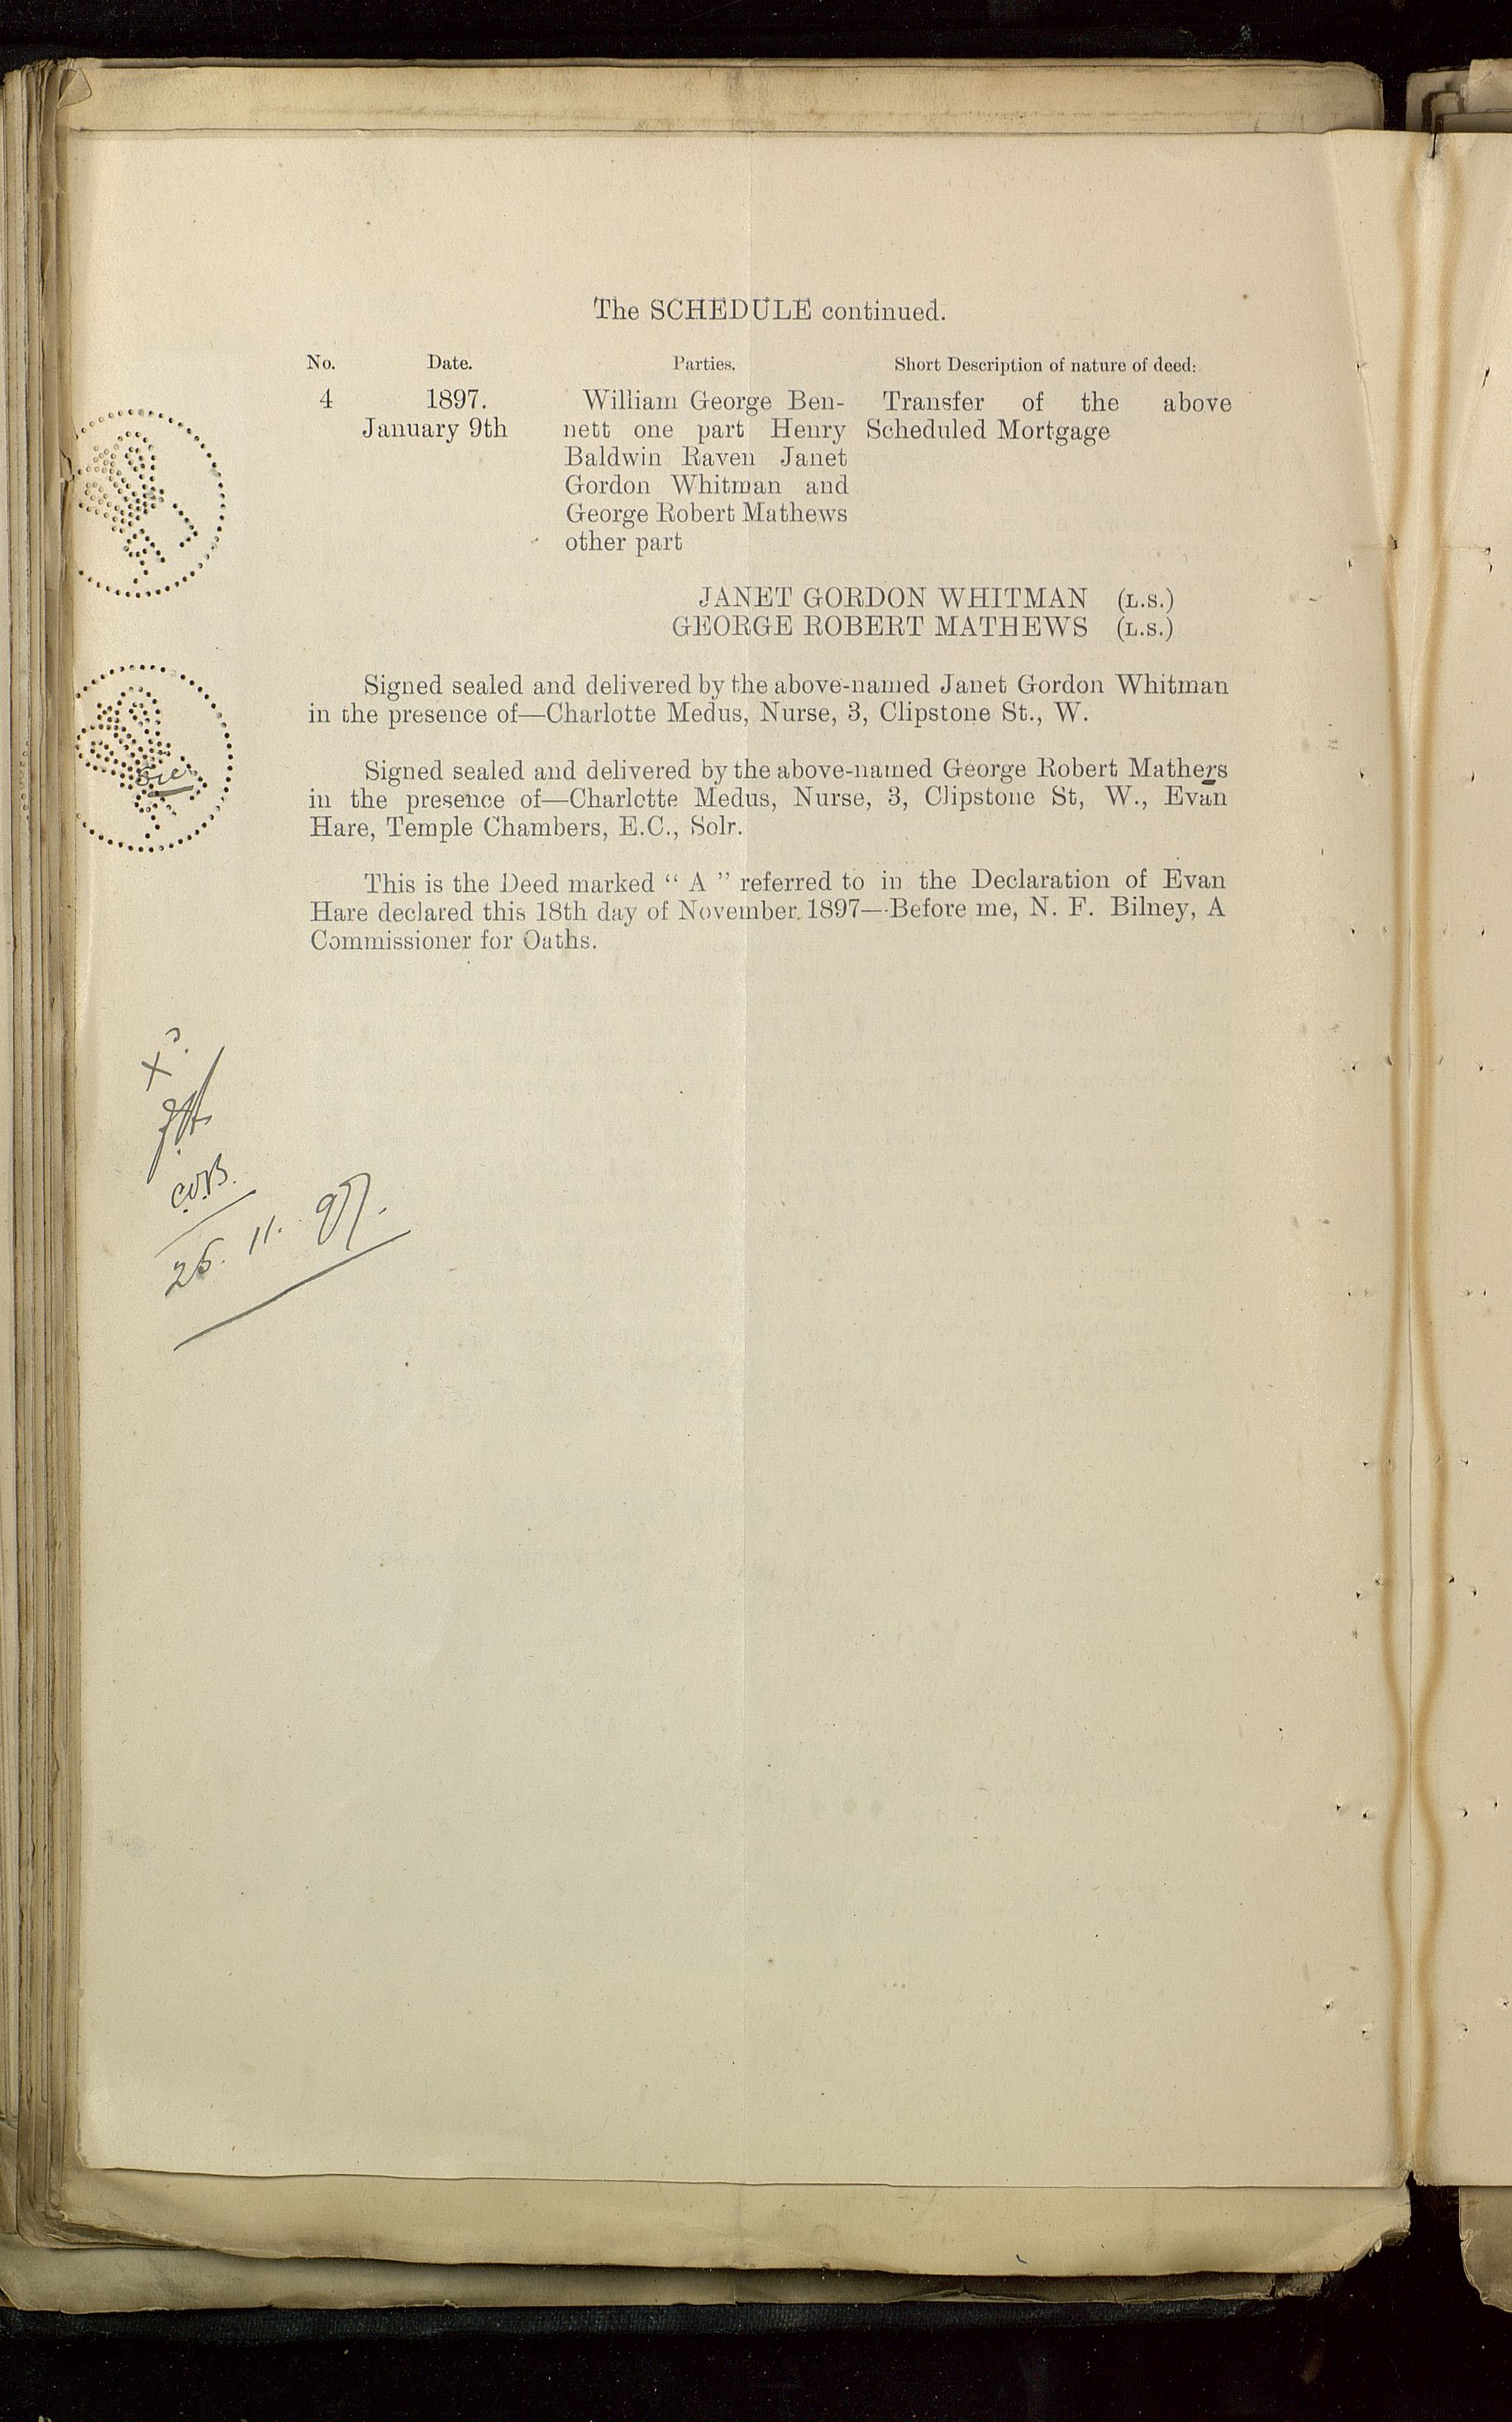 The SCHEDULE continued.
No. Date. Parties. Short Description of nature of deed:
4 1897. William George Ben- Transfer of the above
January 9th nett one part Henry Scheduled Mortgage
Baldwin Raven Janet
Gordon Whitman and
George Robert Mathews
other part
JANET GORDON WHITMAN (L.S.)
GEORGE ROBERT MATHEWS (L.S.)
Signed sealed and delivered by the above-named Janet Gordon Whitman
in the presence of—Charlotte Medus, Nurse, 3, Clipstone St., W.
Signed sealed and delivered by the above-named George Robert Mathers
sic
in the presence of—Charlotte Medus, Nurse, 3, Clipstone St, W., Evan
Hare, Temple Chambers, E.C., Solr.
This is the Deed marked “ A ” referred to in the Declaration of Evan
Hare declared this 18th day of November 1897—Before me, N. F. Bilney, A
Commissioner for Oaths.
X